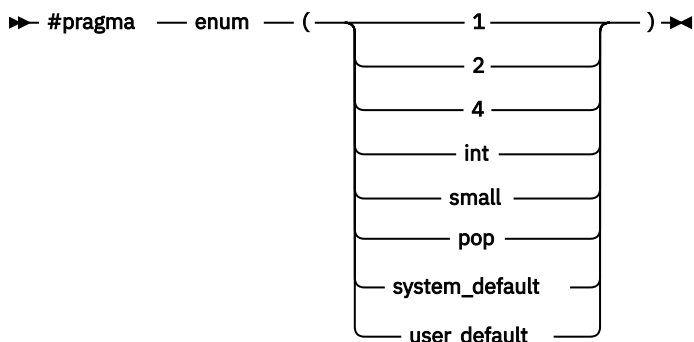 #pragma enum ( 1 )
2
4
int
small
pop
system_default
user_default